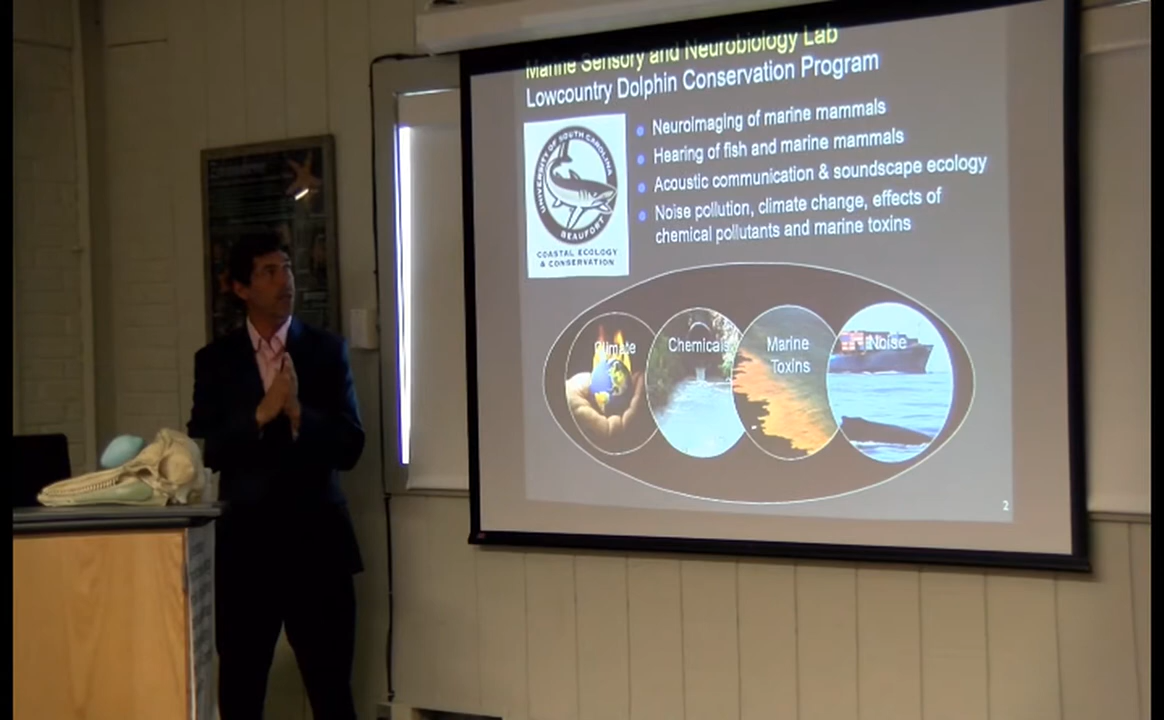 Marine Sensory and Neurobiology Lab
Lowcountry Dolphin Conservation Program
Neuroimaging of marine mammals
Hearing of fish and marine mammals
Acoustic communication & soundscape ecology
Noise pollution, climate change, effects of
chemical pollutants and marine toxins
UNIVERSITY OF SOUTH CAROLINA
BEAUFORT
COASTAL ECOLOGY
& CONSERVATION
Climate
Chemicals
Marine
Toxins
Noise
2